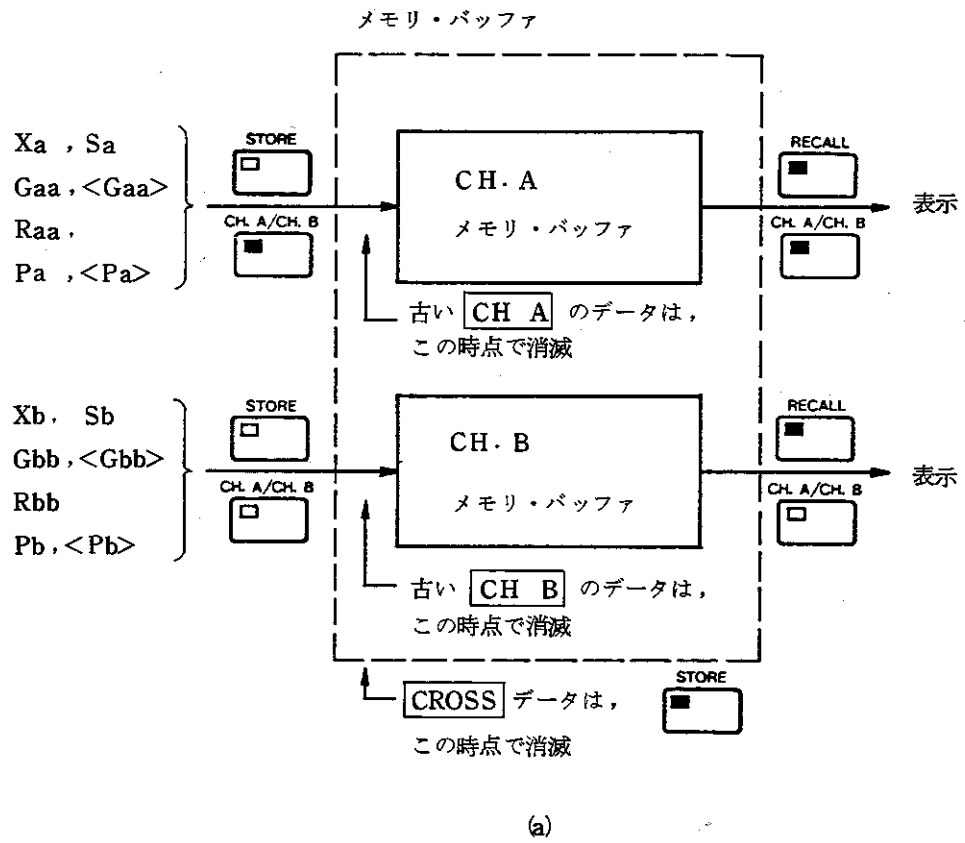 メモリ・バッファ
Xa , Sa
Gaa , <Gaa>
Raa ,
Pa , <Pa>
STORE
CH. A/CH. B
CH. A
メモリ・バッファ
RECALL
CH. A/CH. B
表示
古い CH A のデータは,
この時点で消滅
Xb, Sb
Gbb , <Gbb>
Rbb
Pb , <Pb>
STORE
CH. A/CH. B
CH. B
メモリ・バッファ
RECALL
CH. A/CH. B
表示
古い CH B のデータは,
この時点で消滅
CROSS データは,
この時点で消滅
STORE
(a)